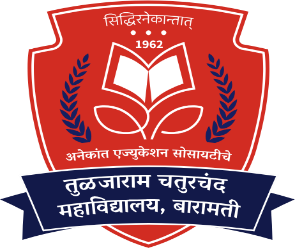 सिद्धिरनेकान्तात्
1962
अनेकांत एज्युकेशन सोसायटीचे
तुळजाराम चतुरचंद
महाविद्यालय, बारामती